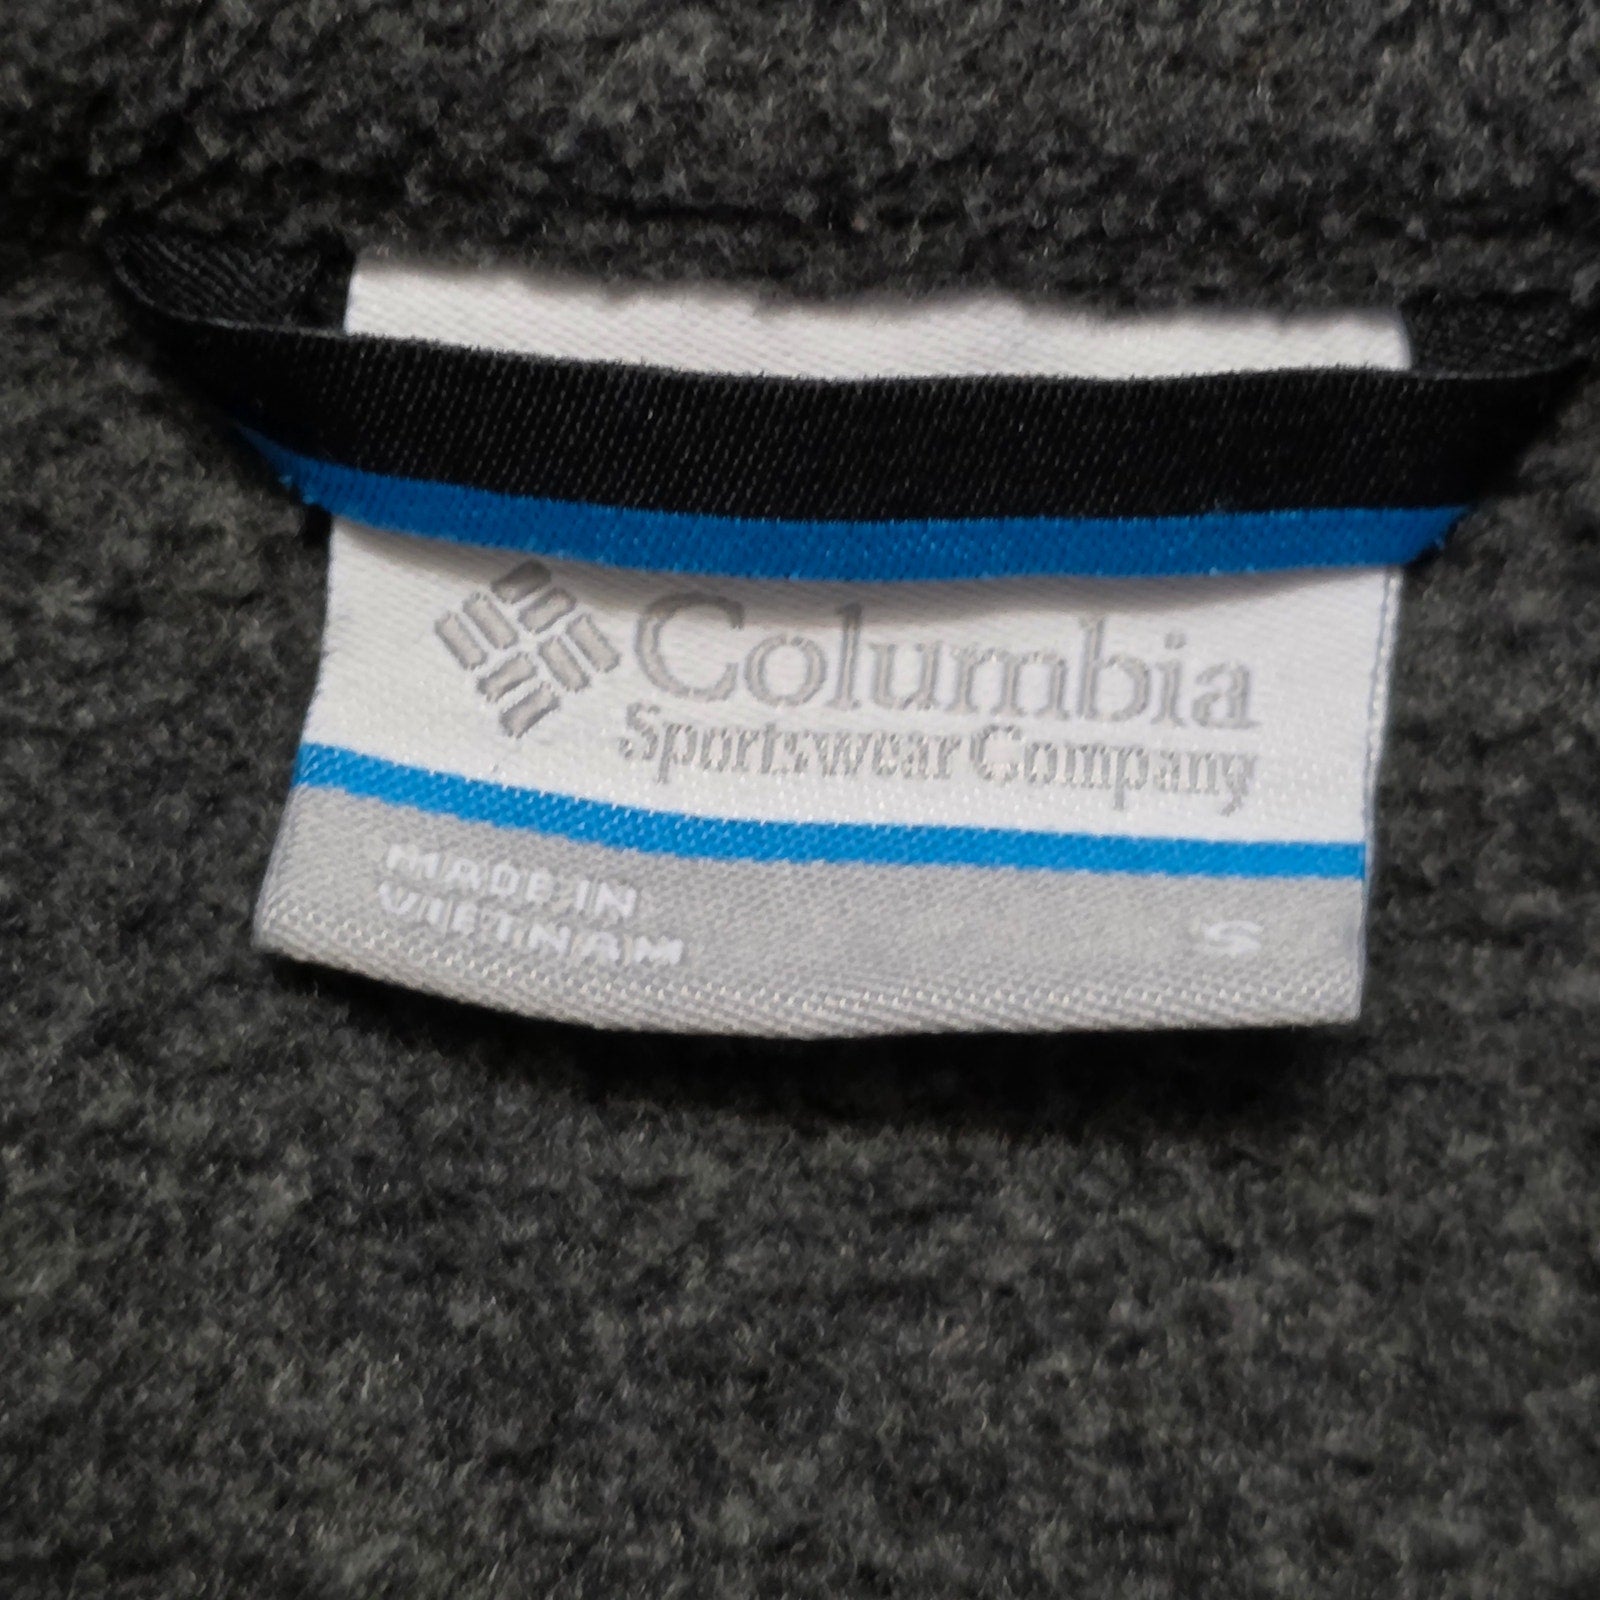 Columbia
Sportswear Company
MADE IN
VIETNAM
S